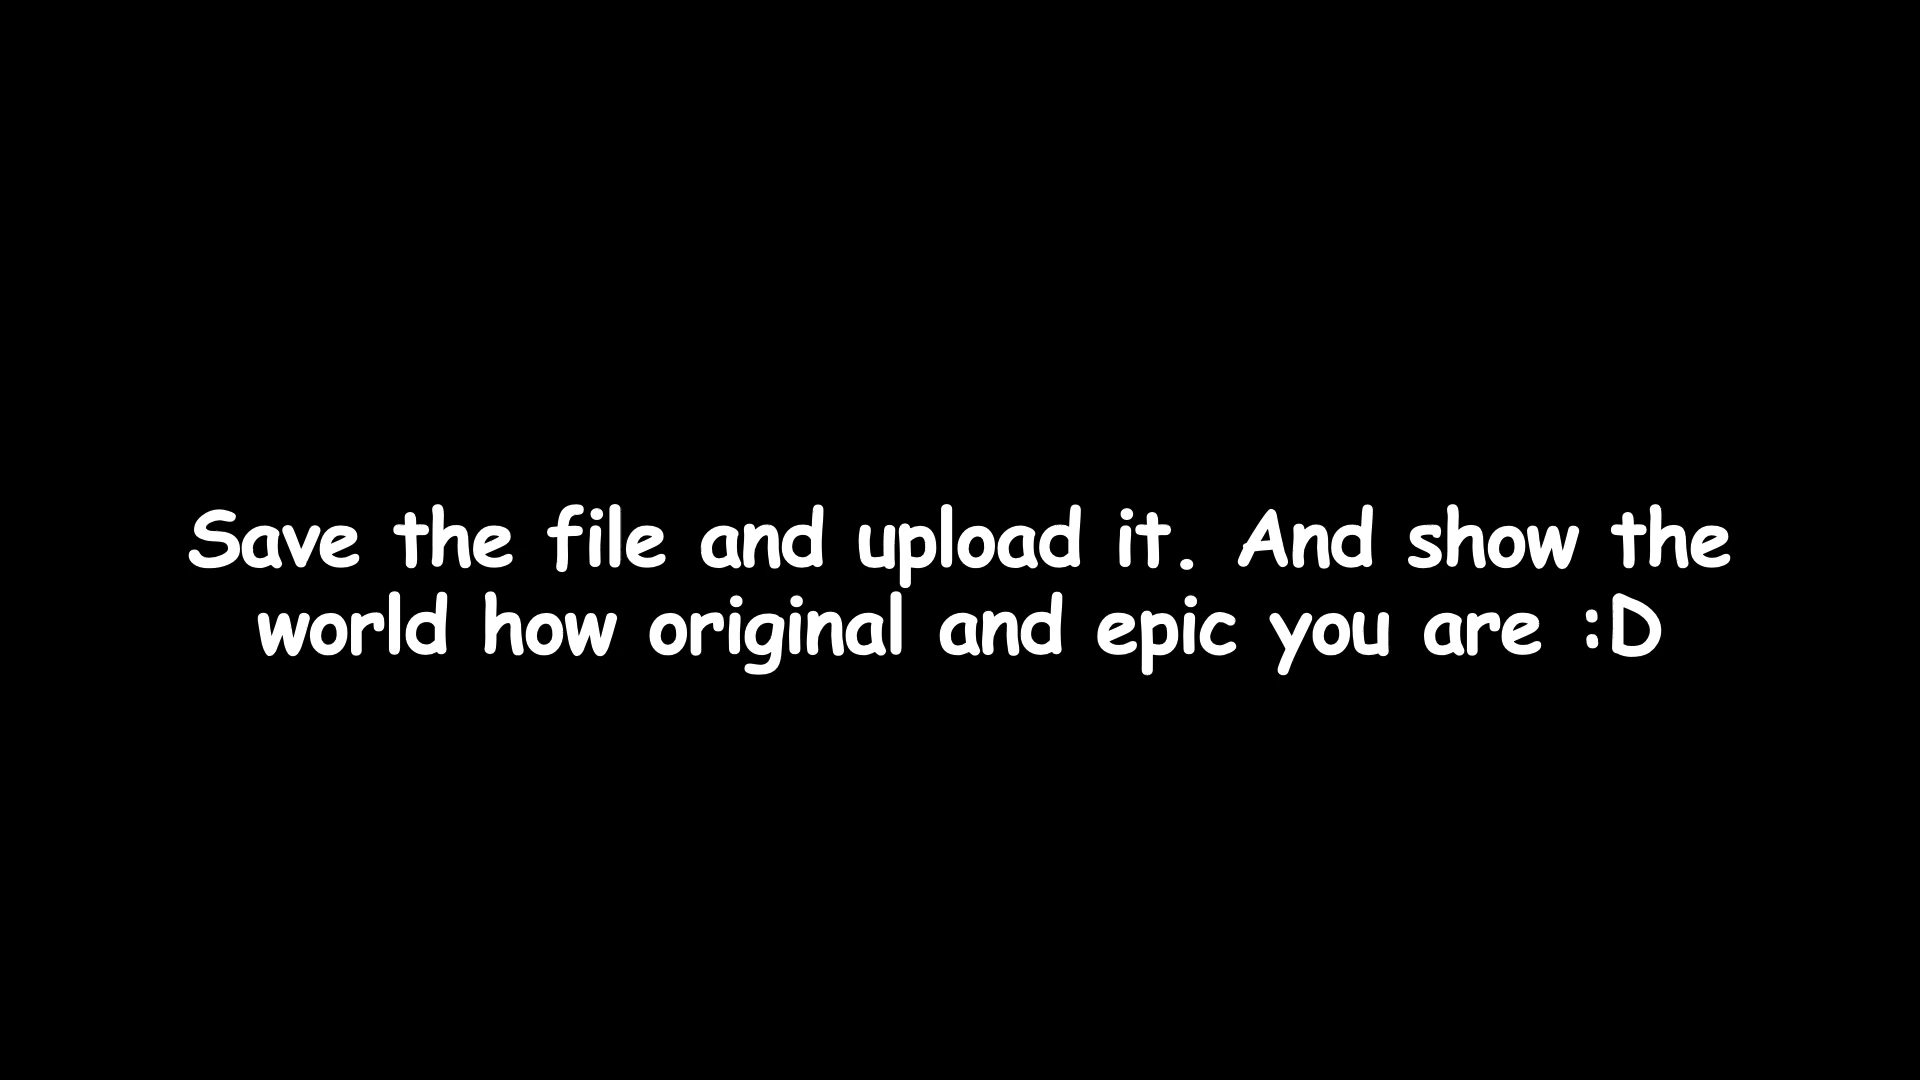 Save the file and upload it. And show the
world how original and epic you are :D